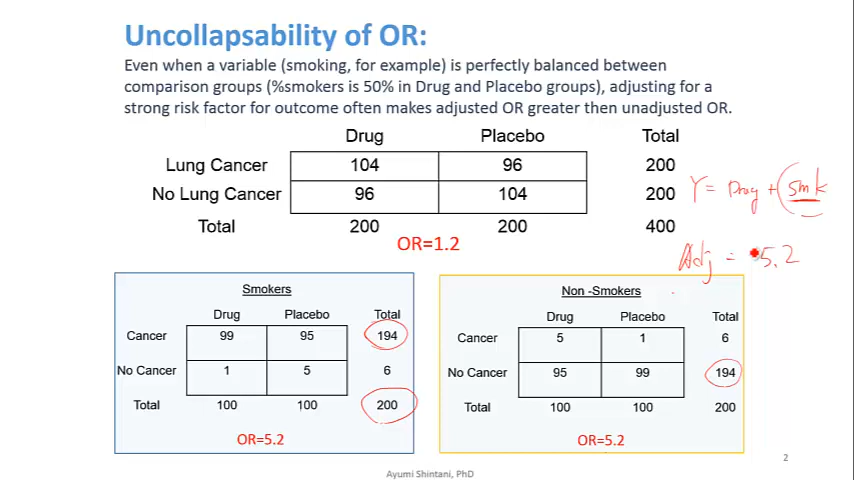 Uncollapsability of OR:
Even when a variable (smoking, for example) is perfectly balanced between
comparison groups (%smokers is 50% in Drug and Placebo groups), adjusting for a
strong risk factor for outcome often makes adjusted OR greater then unadjusted OR.
Drug Placebo Total
Lung Cancer 104 96 200
No Lung Cancer 96 104 200
Total 200 200 400
OR=1.2
Y = Drug + (smk
Adj = 5.2
Smokers
Drug Placebo Total
Cancer 99 95 194
No Cancer 1 5 6
Total 100 100 200
OR=5.2
Non -Smokers
Drug Placebo Total
Cancer 5 1 6
No Cancer 95 99 194
Total 100 100 200
OR=5.2
2
Ayumi Shintani, PhD